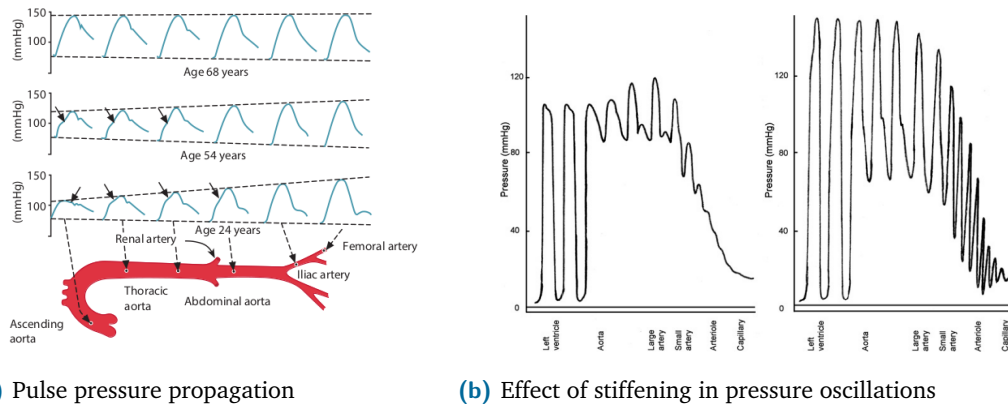 150
100
(mmHg)
Age 68 years
150
100
(mmHg)
Age 54 years
150
100
(mmHg)
Age 24 years
Renal artery
Femoral artery
Iliac artery
Thoracic
aorta
Abdominal aorta
Ascending
aorta
Pressure (mmHg)
120
80
40
0
Left
ventricle
Aorta
Large
artery
Small
artery
Arteriole
Capillary
Pressure (mmHg)
120
80
40
0
Left
ventricle
Aorta
Large
artery
Small
artery
Arteriole
Capillary
) Pulse pressure propagation
(b) Effect of stiffening in pressure oscillations